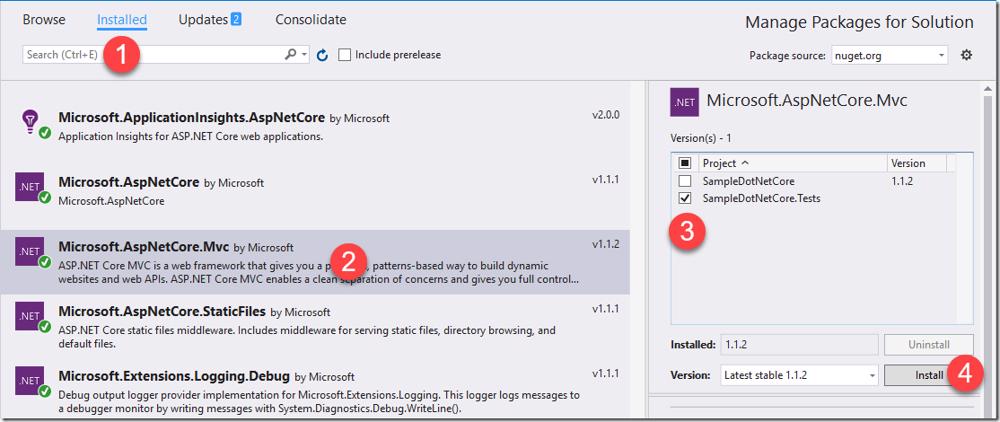 Browse Installed Updates 2 Consolidate
Manage Packages for Solution
Search (Ctrl+E) 1 Include prerelease
Package source: nuget.org
Microsoft.ApplicationInsights.AspNetCore by Microsoft v2.0.0
Application Insights for ASP.NET Core web applications.
.NET Microsoft.AspNetCore by Microsoft v1.1.1
Microsoft.AspNetCore
.NET Microsoft.AspNetCore.Mvc by Microsoft v1.1.2
ASP.NET Core MVC is a web framework that gives you a 2 patterns-based way to build dynamic
websites and web APIs. ASP.NET Core MVC enables a clean separation of concerns and gives you full control...
.NET Microsoft.AspNetCore.StaticFiles by Microsoft v1.1.1
ASP.NET Core static files middleware. Includes middleware for serving static files, directory browsing, and
default files.
.NET Microsoft.Extensions.Logging.Debug by Microsoft v1.1.1
Debug output logger provider implementation for Microsoft.Extensions.Logging. This logger logs messages to
a debugger monitor by writing messages with System.Diagnostics.Debug.WriteLine().
.NET Microsoft.AspNetCore.Mvc
Version(s) - 1
Project Version
SampleDotNetCore 1.1.2
SampleDotNetCore.Tests
3
Installed: 1.1.2 Uninstall
Version: Latest stable 1.1.2 Install 4